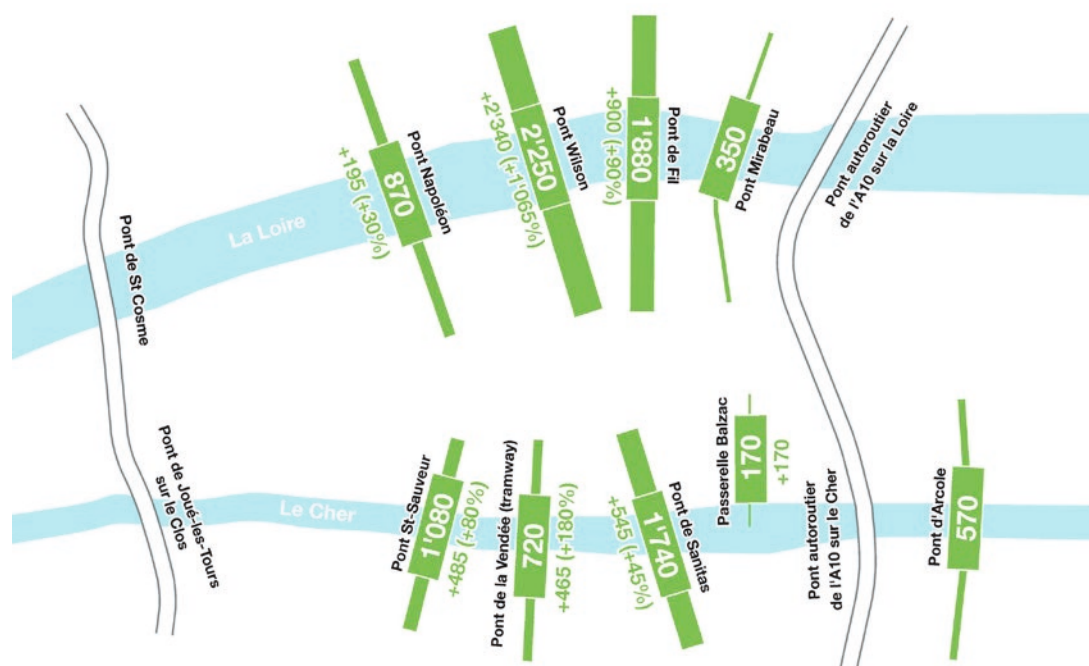 La Loire
Pont de St Cosme
+195 (+30%)
870
Pont Napoléon
+2'340 (+1'065%)
2'250
Pont Wilson
+900 (+90%)
1'880
Pont de Fil
350
Pont Mirabeau
Pont autoroutier
de l'A10 sur la Loire
Le Cher
Pont de Joué-les-Tours
sur le Clos
Pont St-Sauveur
1'080
+485 (+80%)
Pont de la Vendée (tramway)
720
+465 (+180%)
+545 (+45%)
1'740
Pont de Sanitas
Passerelle Balzac
170
+170
Pont autoroutier
de l'A10 sur le Cher
Pont d'Arcole
570